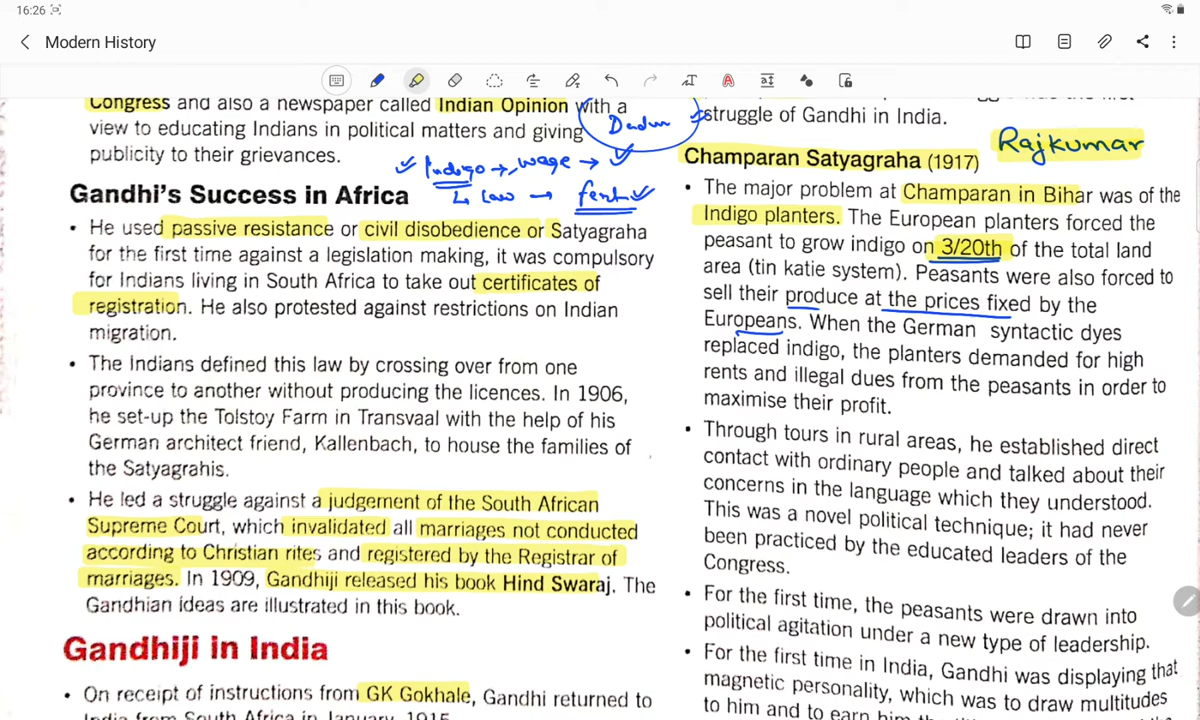 16:26
Modern History
Congress and also a newspaper called Indian Opinion with a
view to educating Indians in political matters and giving
publicity to their grievances.
Indigo → wage →
↳ law →
Gandhi's Success in Africa
• He used passive resistance or civil disobedience or Satyagraha
for the first time against a legislation making, it was compulsory
for Indians living in South Africa to take out certificates of
registration. He also protested against restrictions on Indian
migration.
• The Indians defined this law by crossing over from one
province to another without producing the licences. In 1906,
he set-up the Tolstoy Farm in Transvaal with the help of his
German architect friend, Kallenbach, to house the families of
the Satyagrahis.
• He led a struggle against a judgement of the South African
Supreme Court, which invalidated all marriages not conducted
according to Christian rites and registered by the Registrar of
marriages. In 1909, Gandhiji released his book Hind Swaraj. The
Gandhian ideas are illustrated in this book.
Gandhiji in India
• On receipt of instructions from GK Gokhale, Gandhi returned to
India from South Africa in January 1915
struggle of Gandhi in India.
Rajkumar
Champaran Satyagraha (1917)
• The major problem at Champaran in Bihar was of the
Indigo planters. The European planters forced the
peasant to grow indigo on 3/20th of the total land
area (tin katie system). Peasants were also forced to
sell their produce at the prices fixed by the
Europeans. When the German syntactic dyes
replaced indigo, the planters demanded for high
rents and illegal dues from the peasants in order to
maximise their profit.
• Through tours in rural areas, he established direct
contact with ordinary people and talked about their
concerns in the language which they understood.
This was a novel political technique; it had never
been practiced by the educated leaders of the
Congress.
• For the first time, the peasants were drawn into
political agitation under a new type of leadership.
• For the first time in India, Gandhi was displaying that
magnetic personality, which was to draw multitudes
to him and to earn him the